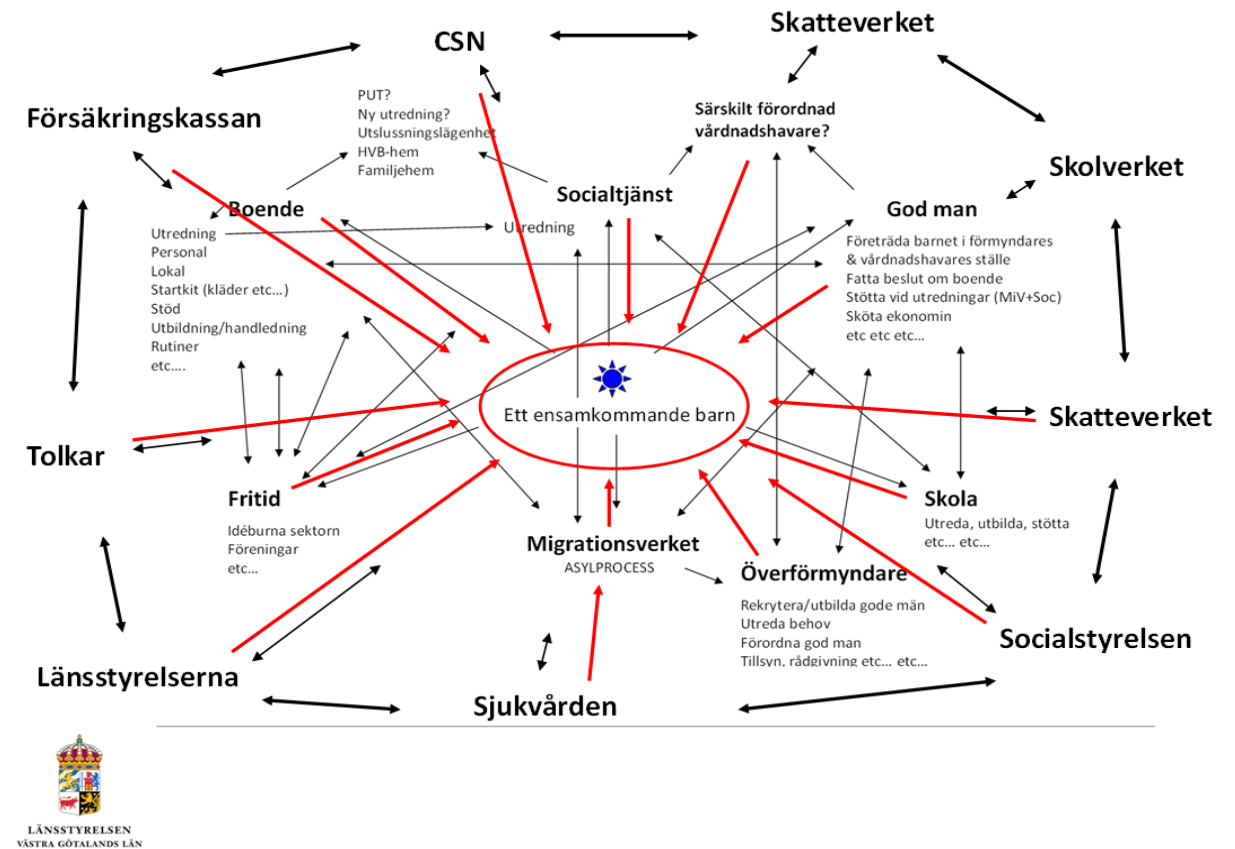 Skatteverket
CSN
Försäkringskassan
PUT?
Ny utredning?
Utslussningslägenhet
HVB-hem
Familjehem
Särskilt förordnad
vårdnadshavare?
Skolverket
Boende
Utredning
Personal
Lokal
Startkit (kläder etc...)
Stöd
Utbildning/handledning
Rutiner
etc....
Socialtjänst
Utredning
God man
Företräda barnet i förmyndares
& vårdnadshavares ställe
Fatta beslut om boende
Stötta vid utredningar (MiV+Soc)
Sköta ekonomin
etc etc etc...
Ett ensamkommande barn
Skatteverket
Tolkar
Fritid
Idéburna sektorn
Föreningar
etc...
Skola
Utreda, utbilda, stötta
etc... etc...
Migrationsverket
ASYLPROCESS
Överförmyndare
Rekrytera/utbilda gode män
Utreda behov
Förordna god man
Tillsyn, rådgivning etc... etc...
Socialstyrelsen
Länsstyrelserna
Sjukvården
LÄNSSTYRELSEN
VÄSTRA GÖTALANDS LÄN